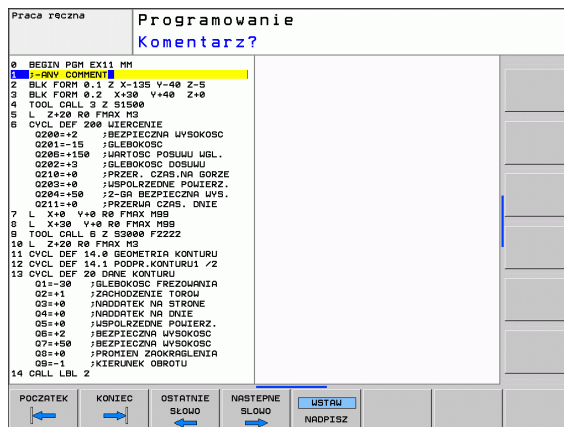 Praca ręczna
Programowanie
Komentarz?
0 BEGIN PGM EX11 MM
1 ;-ANY COMMENT
2 BLK FORM 0.1 Z X-135 Y-40 Z-5
3 BLK FORM 0.2 X+30 Y+40 Z+0
4 TOOL CALL 3 Z S1500
5 L Z+20 R0 FMAX M3
6 CYCL DEF 200 WIERCENIE
Q200=+2 ;BEZPIECZNA WYSOKOSC
Q201=-15 ;GLEBOKOSC
Q206=+150 ;WARTOSC POSUWU WGL.
Q202=+3 ;GLEBOKOSC DOSUWU
Q210=+0 ;PRZER. CZAS.NA GORZE
Q203=+0 ;WSPOLRZEDNE POWIERZ.
Q204=+50 ;2-GA BEZPIECZNA WYS.
Q211=+0 ;PRZERWA CZAS. DNIE
7 L X+0 Y+0 R0 FMAX M99
8 L X+30 Y+0 R0 FMAX M99
9 TOOL CALL 6 Z S3000 F2222
10 L Z+20 R0 FMAX M3
11 CYCL DEF 14.0 GEOMETRIA KONTURU
12 CYCL DEF 14.1 PODPR.KONTURU1 /2
13 CYCL DEF 20 DANE KONTURU
Q1=-30 ;GLEBOKOSC FREZOWANIA
Q2=+1 ;ZACHODZENIE TOROW
Q3=+0 ;NADDATEK NA STRONE
Q4=+0 ;NADDATEK NA DNIE
Q5=+0 ;WSPOLRZEDNE POWIERZ.
Q6=+2 ;BEZPIECZNA WYSOKOSC
Q7=+50 ;BEZPIECZNA WYSOKOSC
Q8=+0 ;PROMIEN ZAOKRAGLENIA
Q9=-1 ;KIERUNEK OBROTU
14 CALL LBL 2
POCZATEK
KONIEC
OSTATNIE
SŁOWO
NASTEPNE
SLOWO
WSTAW
NADPISZ